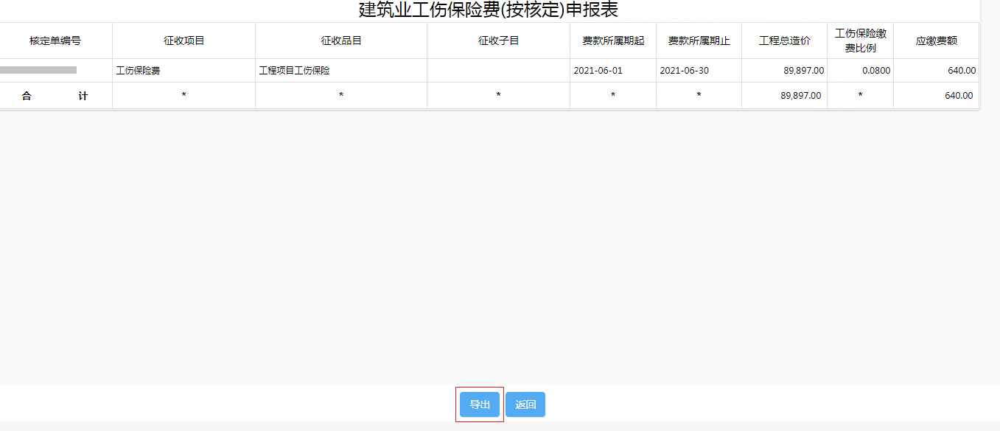 建筑业工伤保险费(按核定)申报表
核定单编号 征收项目 征收品目 征收子目 费款所属期起 费款所属期止 工程总造价 工伤保险缴费比例 应缴费额
工伤保险费 工程项目工伤保险 2021-06-01 2021-06-30 89,897.00 0.0800 640.00
合 计 * * * * * 89,897.00 * 640.00
导出 返回